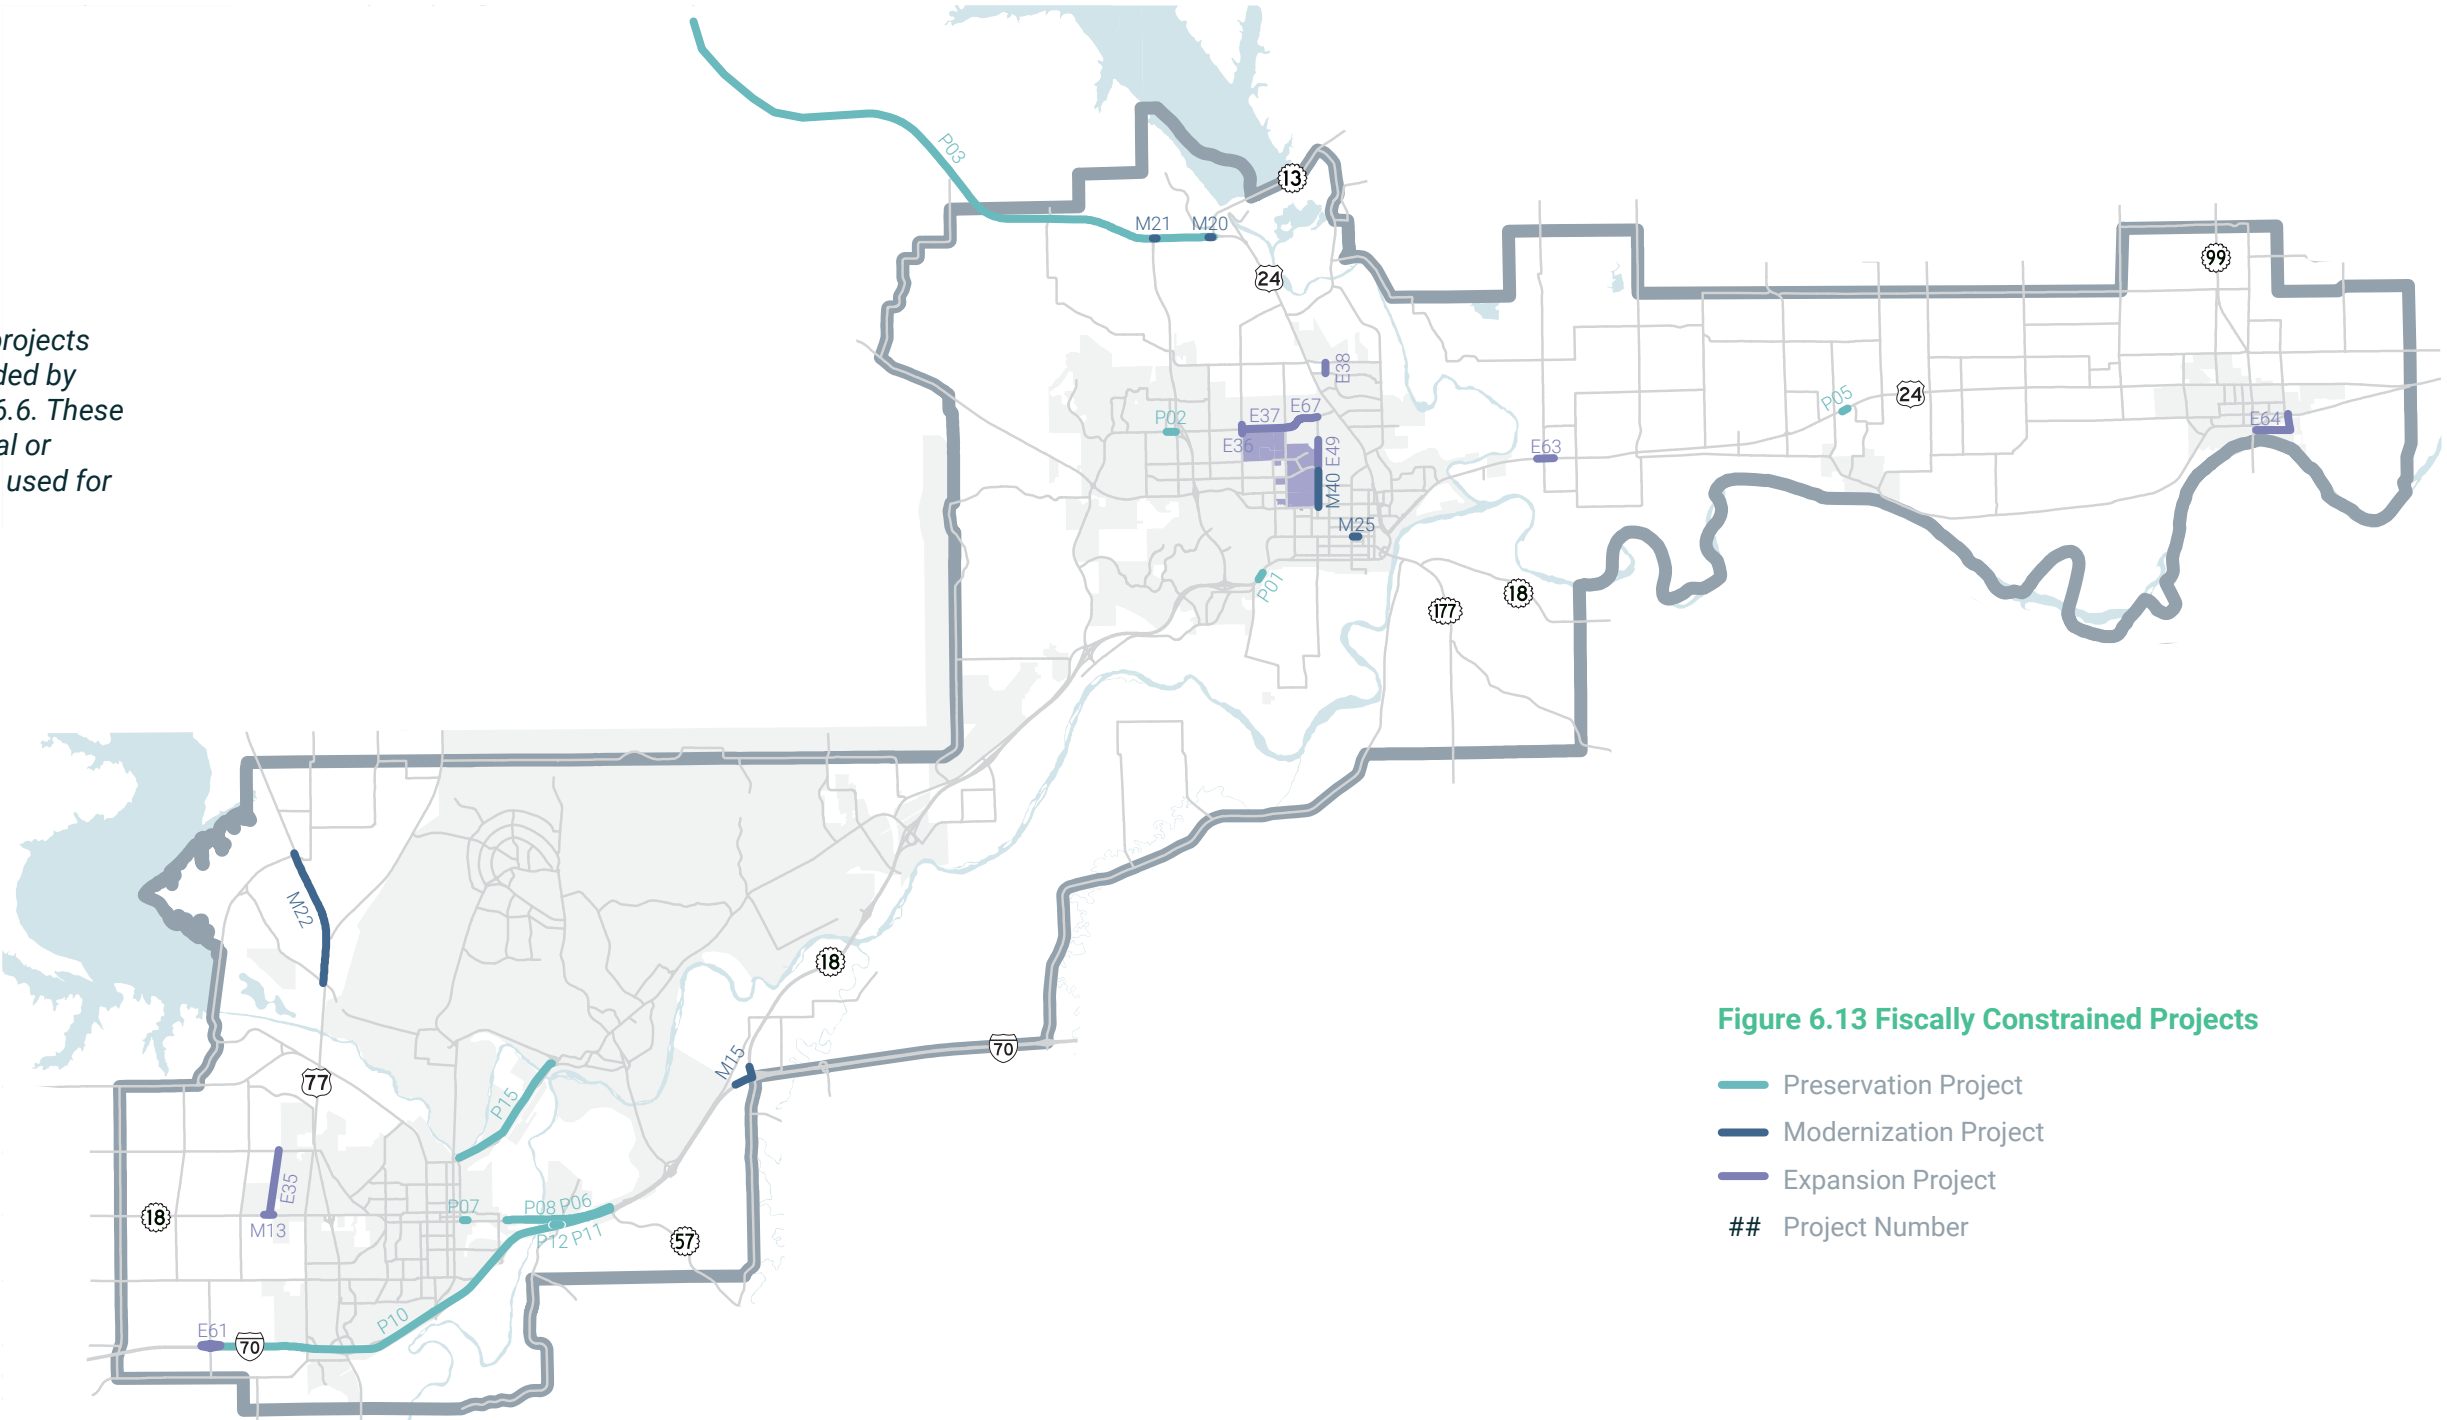 P03
13
M21
M20
24
99
projects
ded by
6.6. These
al or
used for
E38
P05
24
P02
E37
E67
E36
E49
E63
E64
M40
M25
P01
177
18
M22
18
70
M15
77
P15
E35
18
M13
P07
P08
P06
P12
P11
57
P10
E61
70
Figure 6.13 Fiscally Constrained Projects
Preservation Project
Modernization Project
Expansion Project
## Project Number